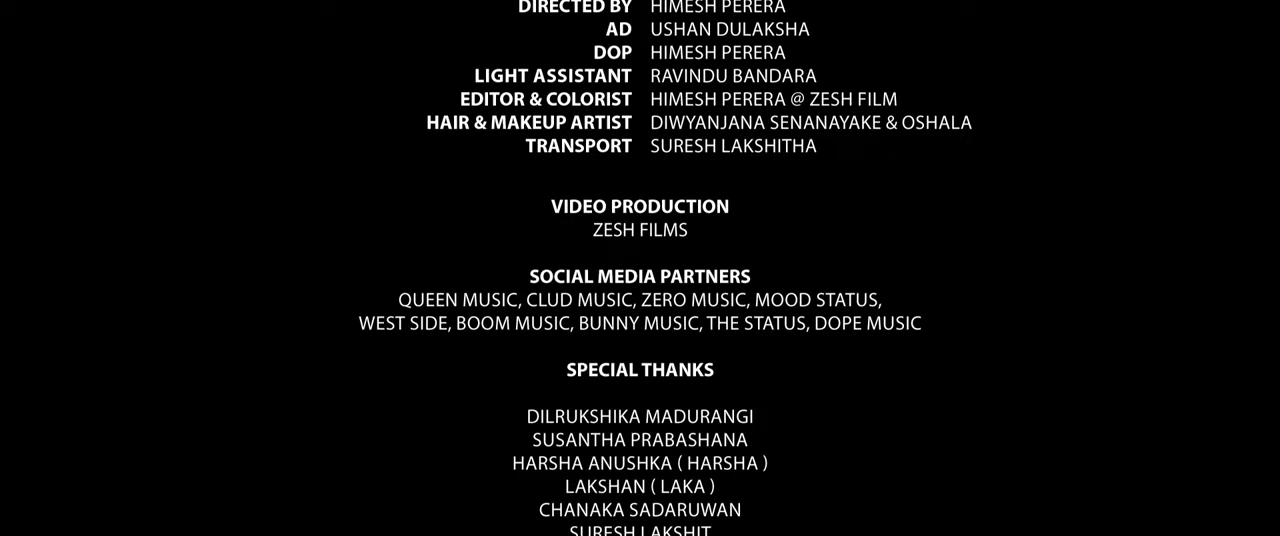 DIRECTED BY HIMESH PERERA
AD USHAN DULAKSHA
DOP HIMESH PERERA
LIGHT ASSISTANT RAVINDU BANDARA
EDITOR & COLORIST HIMESH PERERA @ ZESH FILM
HAIR & MAKEUP ARTIST DIWYANJANA SENANAYAKE & OSHALA
TRANSPORT SURESH LAKSHITHA
VIDEO PRODUCTION
ZESH FILMS
SOCIAL MEDIA PARTNERS
QUEEN MUSIC, CLUD MUSIC, ZERO MUSIC, MOOD STATUS,
WEST SIDE, BOOM MUSIC, BUNNY MUSIC, THE STATUS, DOPE MUSIC
SPECIAL THANKS
DILRUKSHIKA MADURANGI
SUSANTHA PRABASHANA
HARSHA ANUSHKA ( HARSHA )
LAKSHAN ( LAKA )
CHANAKA SADARUWAN
SURESH LAKSHIT